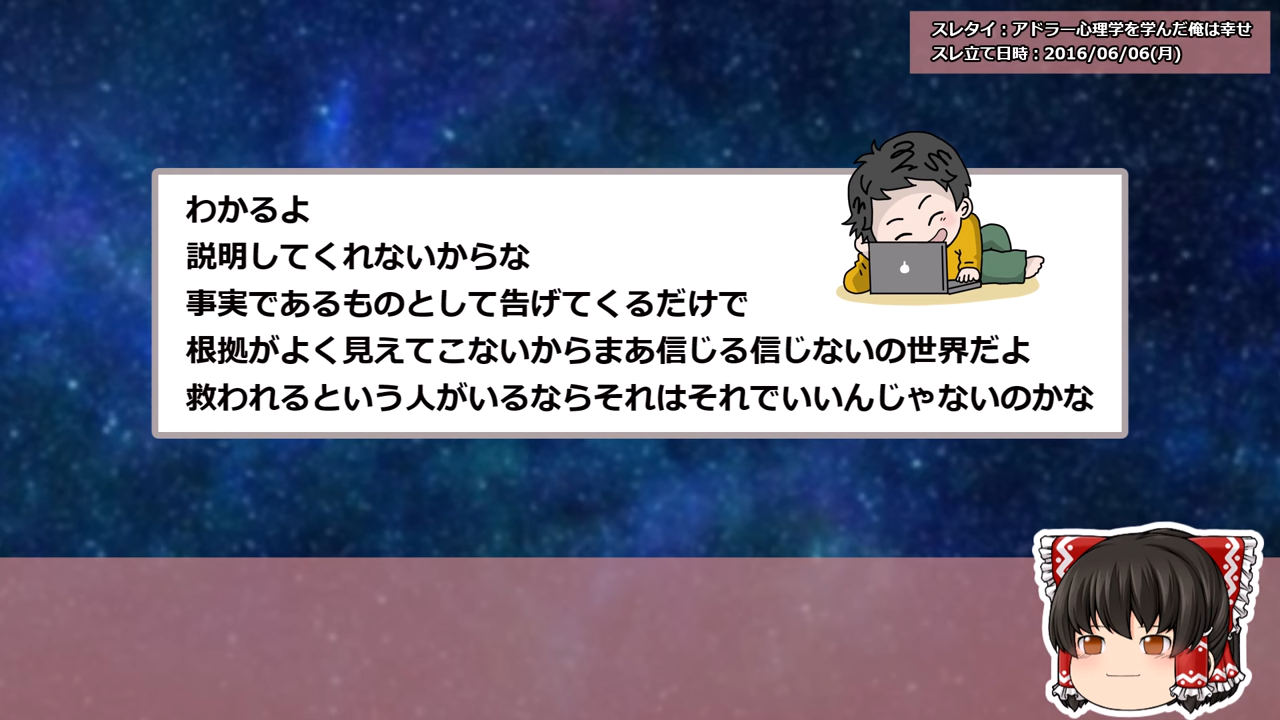 スレタイ：アドラー心理学を学んだ俺は幸せ
スレ立て日時：2016/06/06(月)
わかるよ
説明してくれないからな
事実であるものとして告げてくるだけで
根拠がよく見えてこないからまあ信じる信じないの世界だよ
救われるという人がいるならそれはそれでいいんじゃないのかな